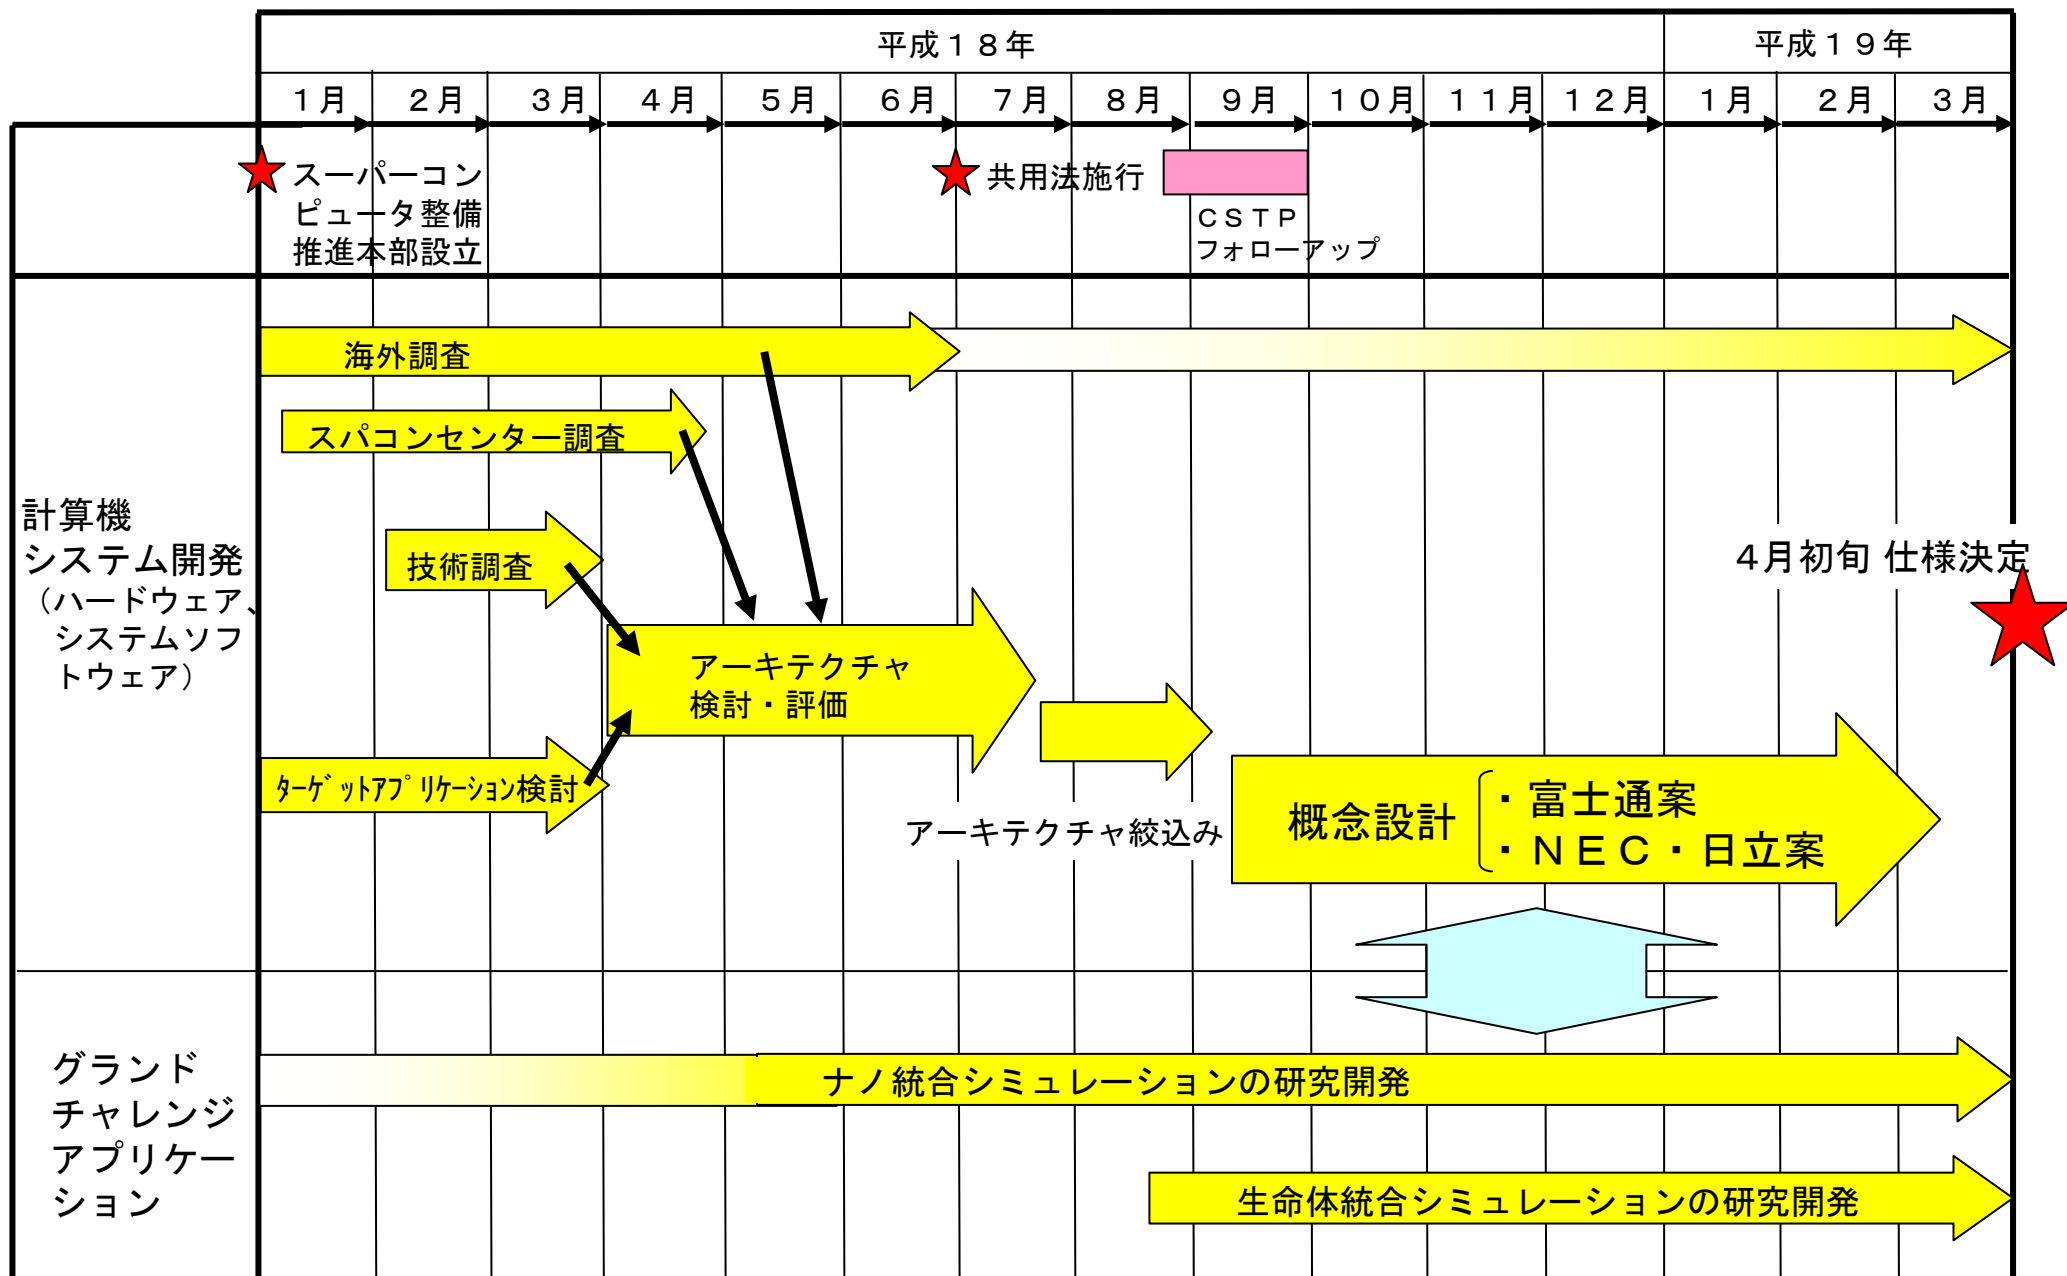 平成１８年
平成１９年
１月
２月
３月
４月
５月
６月
７月
８月
９月
１０月
１１月
１２月
１月
２月
３月
スーパーコン
ピュータ整備
推進本部設立
共用法施行
ＣＳＴＰ
フォローアップ
計算機
システム開発
（ハードウェア、
システムソフ
トウェア）
海外調査
スパコンセンター調査
技術調査
4月初旬 仕様決定
アーキテクチャ
検討・評価
ﾀｰｹﾞｯﾄｱﾌﾟﾘｹｰｼｮﾝ検討
アーキテクチャ絞込み
概念設計
・富士通案
・ＮＥＣ・日立案
グランド
チャレンジ
アプリケー
ション
ナノ統合シミュレーションの研究開発
生命体統合シミュレーションの研究開発